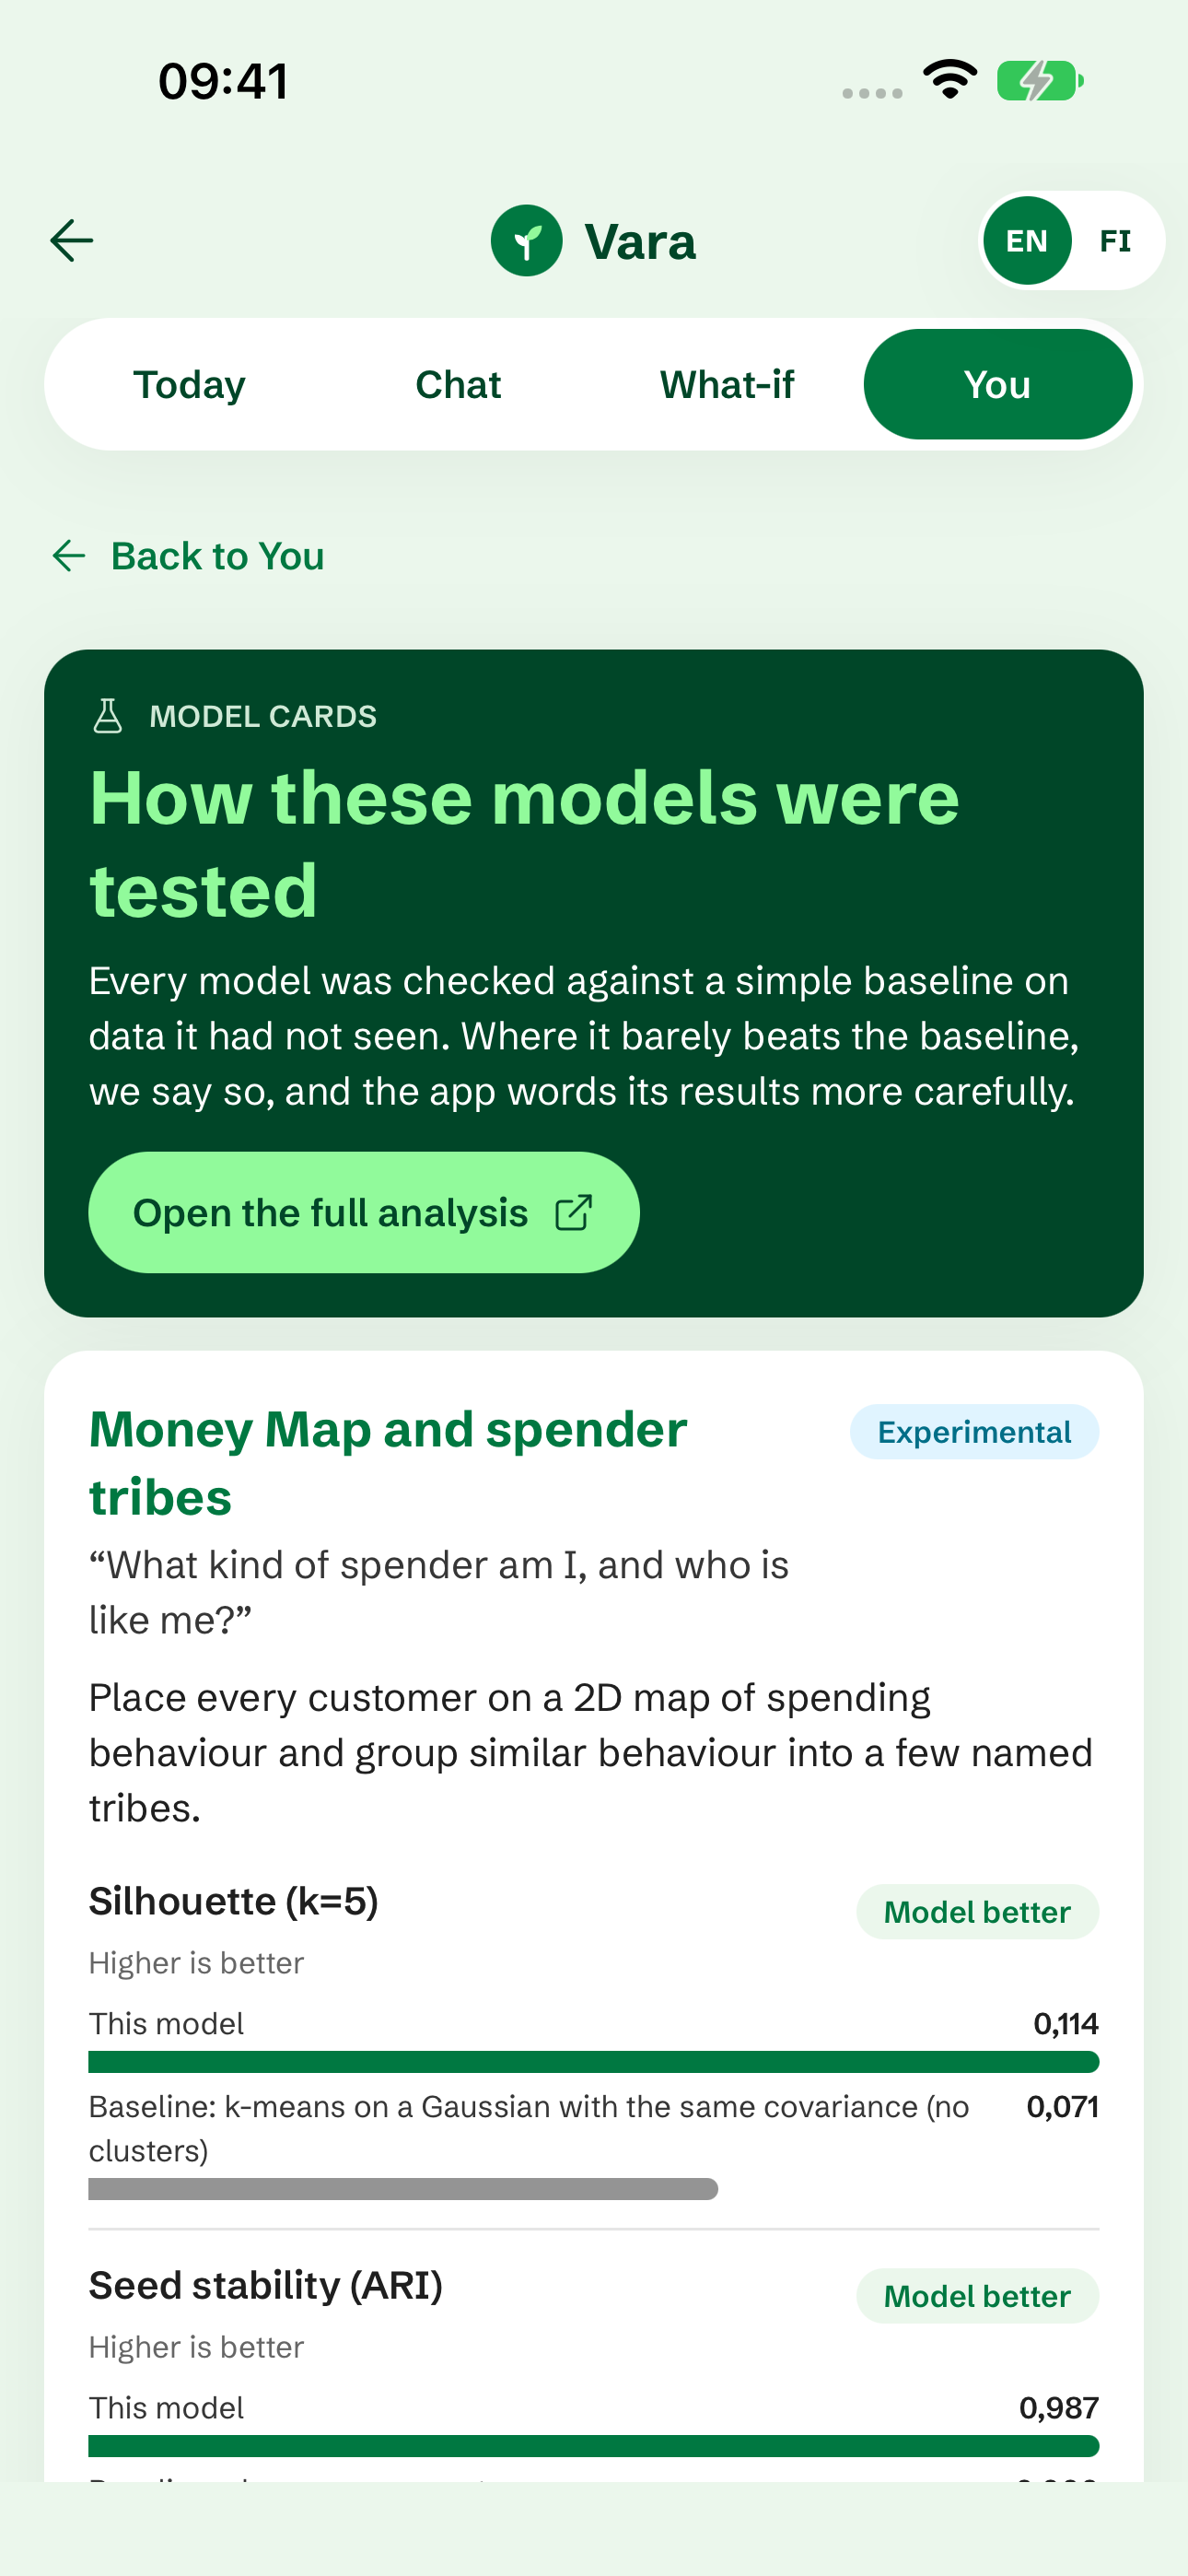 09:41
Vara
EN FI
Today Chat What-if You
Back to You
MODEL CARDS
How these models were
tested
Every model was checked against a simple baseline on
data it had not seen. Where it barely beats the baseline,
we say so, and the app words its results more carefully.
Open the full analysis
Money Map and spender
tribes
Experimental
“What kind of spender am I, and who is
like me?”
Place every customer on a 2D map of spending
behaviour and group similar behaviour into a few named
tribes.
Silhouette (k=5)
Model better
Higher is better
This model 0,114
Baseline: k-means on a Gaussian with the same covariance (no 0,071
clusters)
Seed stability (ARI)
Model better
Higher is better
This model 0,987